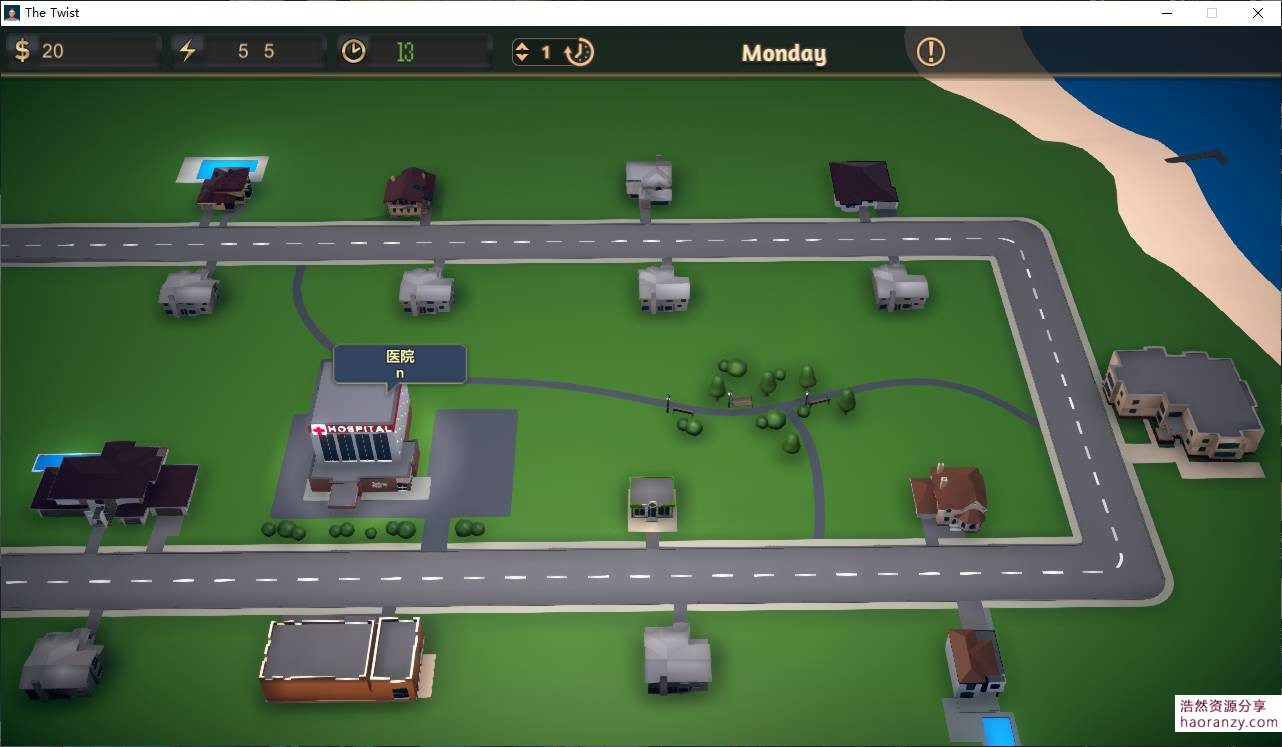 The Twist
$ 20
5 5
13
1
Monday
医院
n
HOSPITAL
浩然资源分享
haoranzy.com